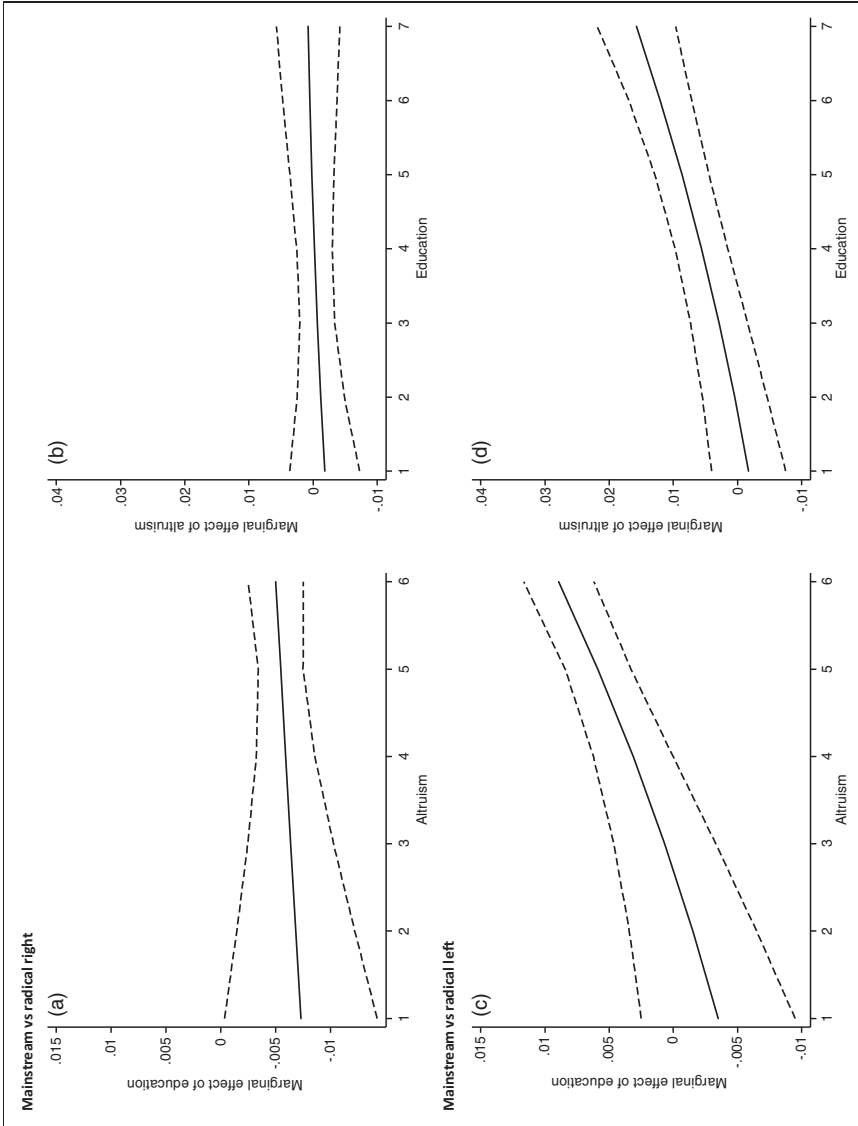 Mainstream vs radical right
(a)
Marginal effect of education
.015
.01
.005
0
-.005
-.01
1 2 3 4 5 6
Altruism
(b)
Marginal effect of altruism
.04
.03
.02
.01
0
-.01
1 2 3 4 5 6 7
Education
Mainstream vs radical left
(c)
Marginal effect of education
.015
.01
.005
0
-.005
-.01
1 2 3 4 5 6
Altruism
(d)
Marginal effect of altruism
.04
.03
.02
.01
0
-.01
1 2 3 4 5 6 7
Education